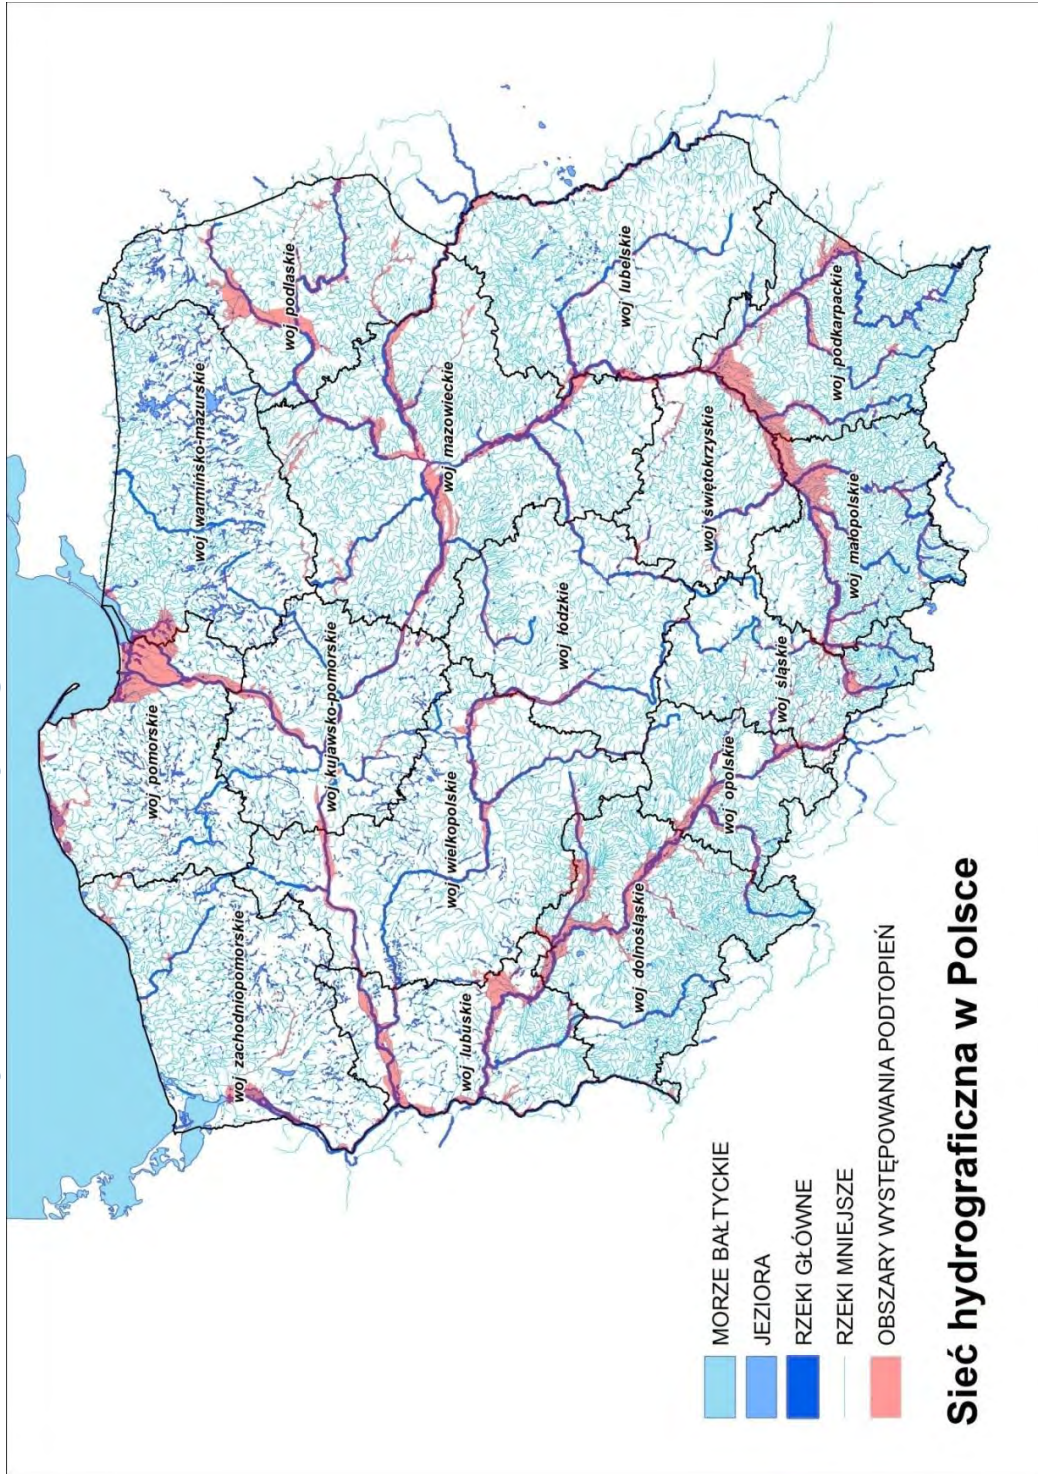 woj zachodniopomorskie
woj pomorskie
woj warmińsko-mazurskie
woj podlaskie
woj kujawsko-pomorskie
woj mazowieckie
woj lubuskie
woj wielkopolskie
woj łódzkie
woj lubelskie
woj dolnośląskie
woj opolskie
woj śląskie
woj świętokrzyskie
woj małopolskie
woj podkarpackie
MORZE BAŁTYCKIE
JEZIORA
RZEKI GŁÓWNE
RZEKI MNIEJSZE
OBSZARY WYSTĘPOWANIA PODTOPIEŃ
Sieć hydrograficzna w Polsce